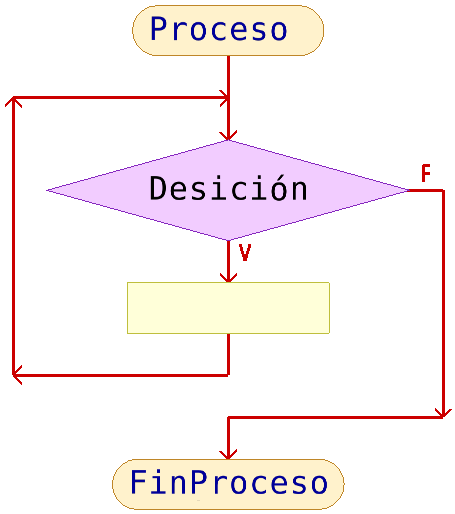 Proceso
Desición
F
V
FinProceso